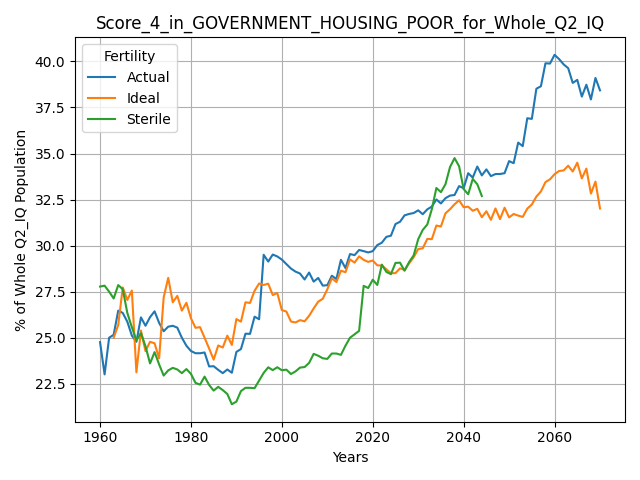 Score_4_in_GOVERNMENT_HOUSING_POOR_for_Whole_Q2_IQ
Fertility
Actual
Ideal
Sterile
40.0
37.5
35.0
32.5
30.0
27.5
25.0
22.5
% of Whole Q2_IQ Population
1960 1980 2000 2020 2040 2060
Years